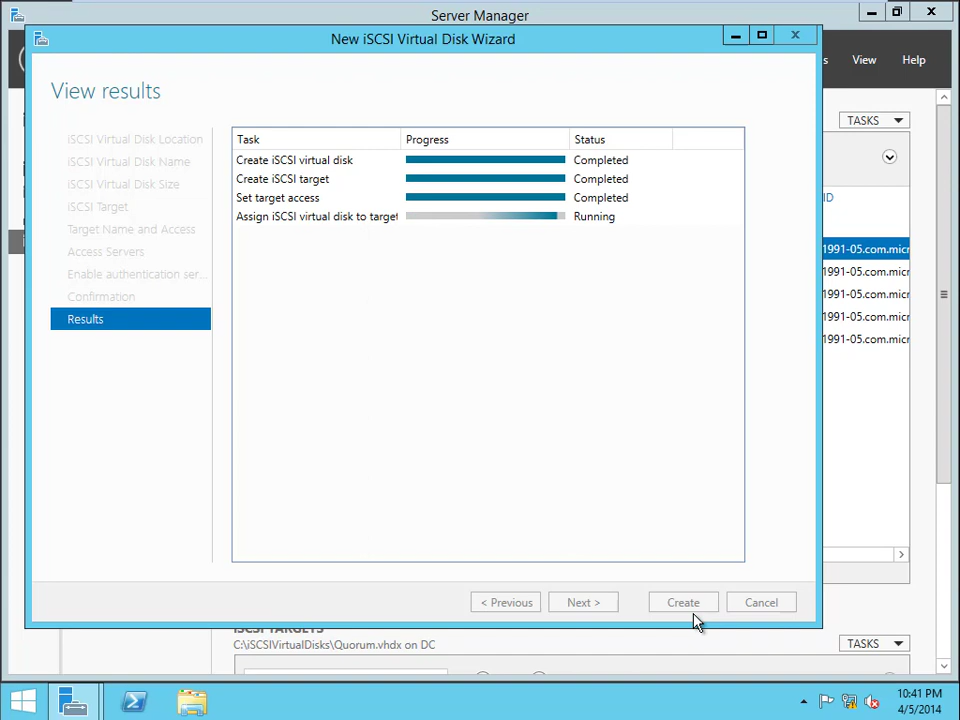 Server Manager
New iSCSI Virtual Disk Wizard
View Help
View results
TASKS
iSCSI Virtual Disk Location
iSCSI Virtual Disk Name
iSCSI Virtual Disk Size
iSCSI Target
Target Name and Access
Access Servers
Enable authentication ser...
Confirmation
Results
Task Progress Status
Create iSCSI virtual disk Completed
Create iSCSI target Completed
Set target access Completed
Assign iSCSI virtual disk to target Running
ID
1991-05.com.micr
1991-05.com.micr
1991-05.com.micr
1991-05.com.micr
1991-05.com.micr
< Previous Next > Create Cancel
iSCSI TARGETS
C:\iSCSIVirtualDisks\Quorum.vhdx on DC
TASKS
10:41 PM
4/5/2014